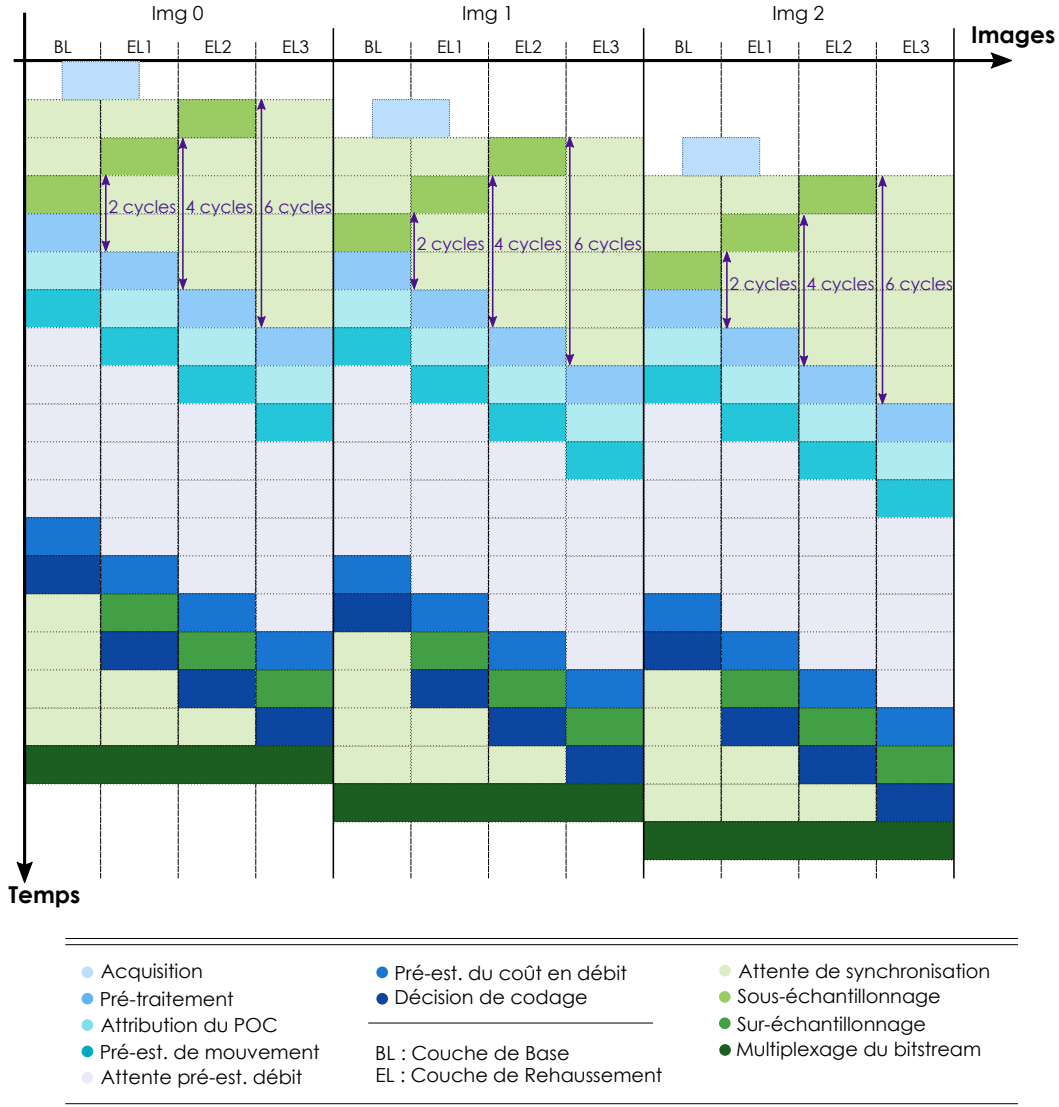 Img 0 Img 1 Img 2
Images
BL EL1 EL2 EL3 BL EL1 EL2 EL3 BL EL1 EL2 EL3
2 cycles 4 cycles 6 cycles
2 cycles 4 cycles 6 cycles
2 cycles 4 cycles 6 cycles
Temps
Acquisition
Pré-traitement
Attribution du POC
Pré-est. de mouvement
Attente pré-est. débit
Pré-est. du coût en débit
Décision de codage
BL : Couche de Base
EL : Couche de Rehaussement
Attente de synchronisation
Sous-échantillonnage
Sur-échantillonnage
Multiplexage du bitstream